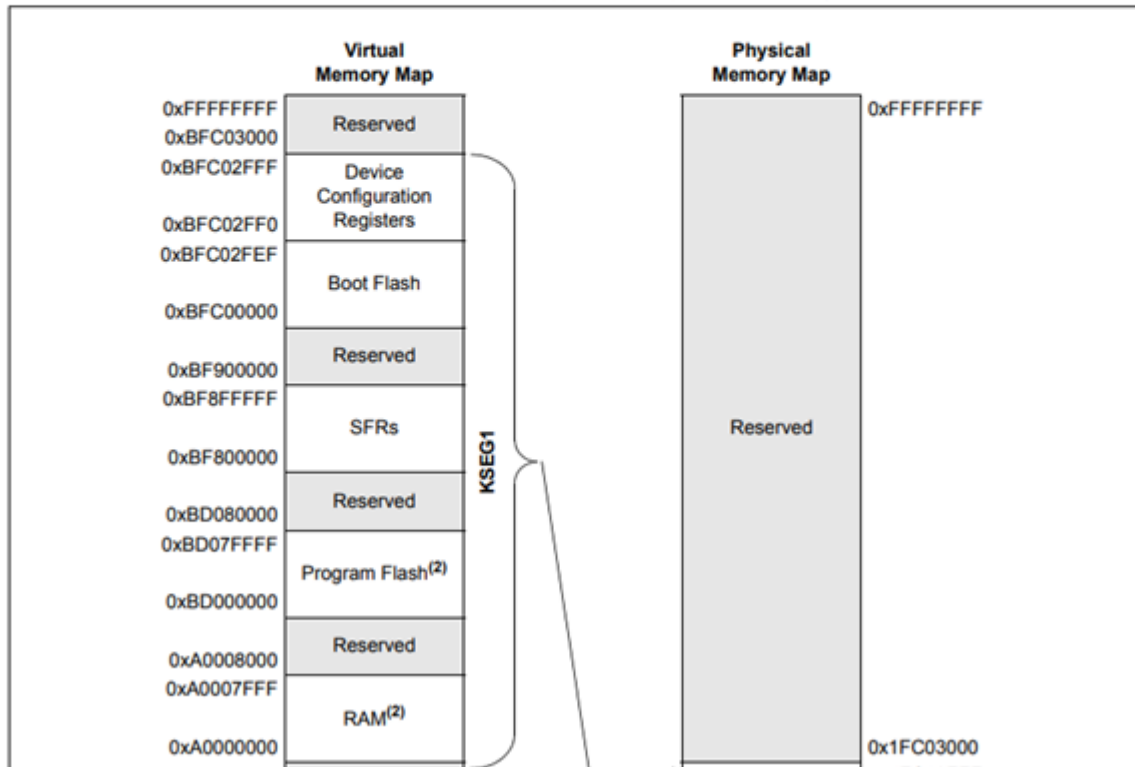 Virtual
Memory Map
Physical
Memory Map
0xFFFFFFFF
Reserved
0xBFC03000
0xBFC02FFF
Device
Configuration
Registers
0xBFC02FF0
0xBFC02FEF
Boot Flash
0xBFC00000
Reserved
0xBF900000
0xBF8FFFFF
SFRs
0xBF800000
Reserved
0xBD080000
0xBD07FFFF
Program Flash(2)
0xBD000000
Reserved
0xA0008000
0xA0007FFF
RAM(2)
0xA0000000
KSEG1
0xFFFFFFFF
Reserved
0x1FC03000